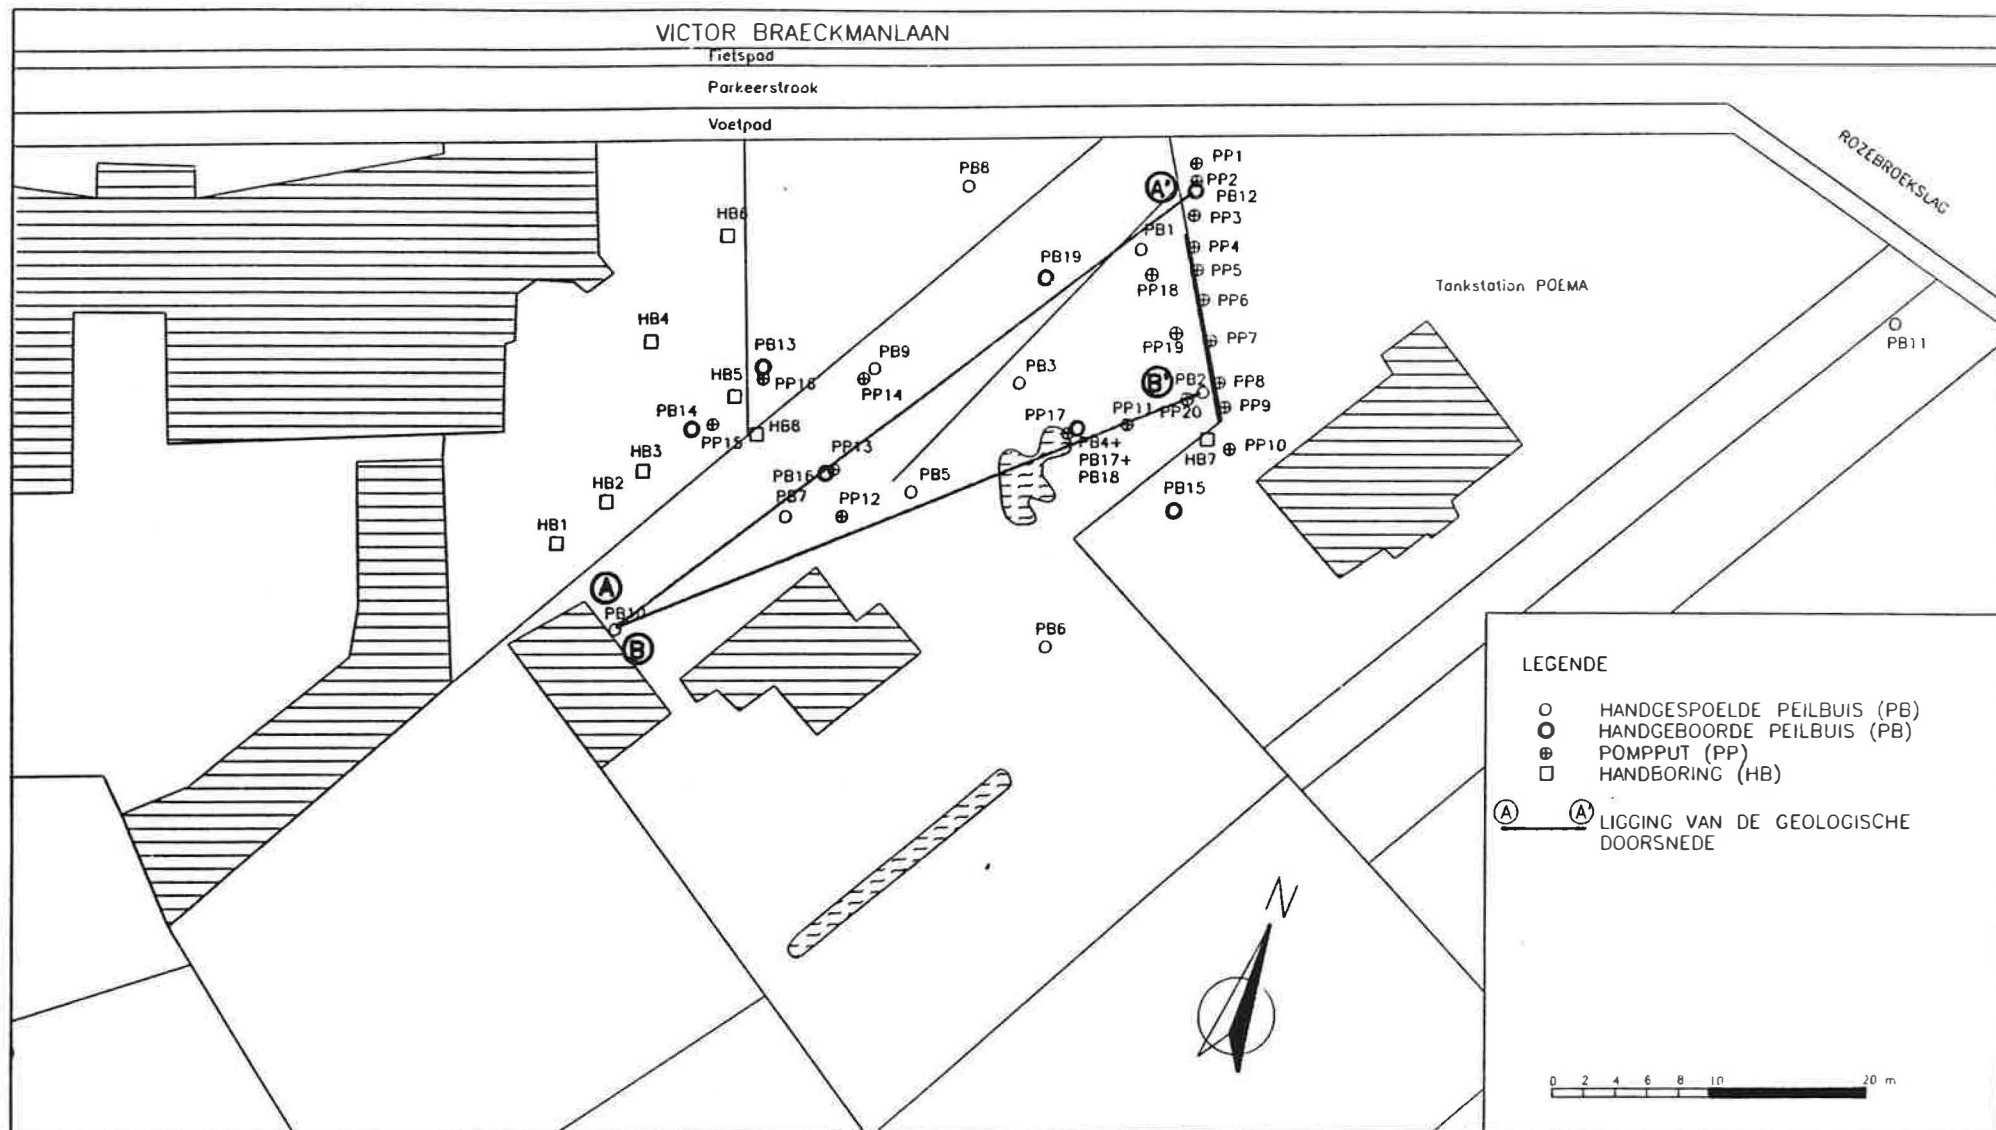 VICTOR BRAECKMANLAAN
Fietspad
Parkeerstrook
Voetpad
ROZEBROEKSLAG
PB8
PP1
A'
PP2
PB12
HB6
PP3
PB1
PP4
PB19
PP5
PP18
Tankstation POEMA
PP6
HB4
PB11
PP7
PB13
PB9
PP19
PB3
B'
PB2
PP8
HB5
PP16
PP14
PP20
PP9
PB14
PP17
PP11
PP15
HB8
PB4+
HB7
PP10
PB17+
PB18
HB3
PP13
PB16
PB5
HB2
PB7
PP12
PB15
HB1
A
PB10
B
PB6
LEGENDE
HANDGESPOELDE PEILBUIS (PB)
HANDGEBOORDE PEILBUIS (PB)
POMPPUT (PP)
HANDBORING (HB)
A A' LIGGING VAN DE GEOLOGISCHE
DOORSNEDE
N
0 2 4 6 8 10 20 m